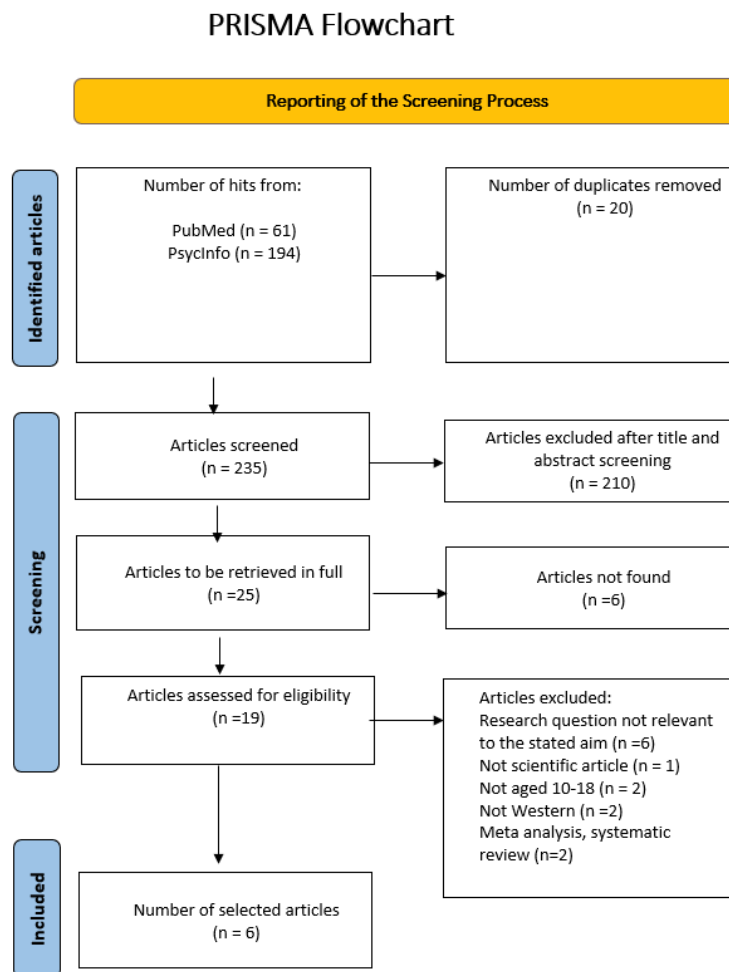 PRISMA Flowchart
Reporting of the Screening Process
Identified articles
Number of hits from:
PubMed (n = 61)
PsycInfo (n = 194)
Number of duplicates removed
(n = 20)
Screening
Articles screened
(n = 235)
Articles excluded after title and
abstract screening
(n = 210)
Articles to be retrieved in full
(n =25)
Articles not found
(n =6)
Articles assessed for eligibility
(n =19)
Articles excluded:
Research question not relevant
to the stated aim (n =6)
Not scientific article (n = 1)
Not aged 10-18 (n = 2)
Not Western (n =2)
Meta analysis, systematic
review (n=2)
Included
Number of selected articles
(n = 6)